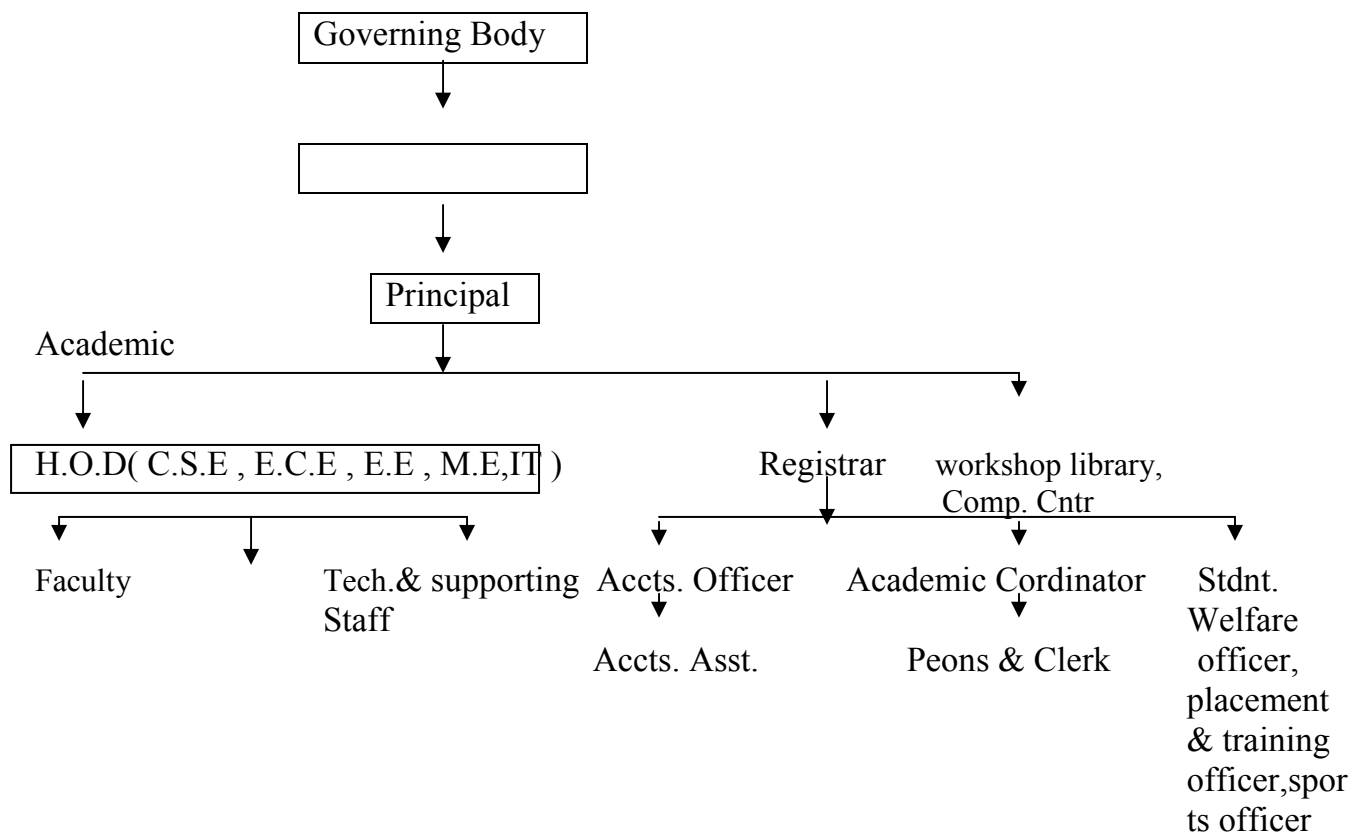 Governing Body
Principal
Academic
H.O.D( C.S.E , E.C.E , E.E , M.E,IT )
Registrar
workshop library,
Comp. Cntr
Faculty
Tech.& supporting
Staff
Accts. Officer
Accts. Asst.
Academic Cordinator
Peons & Clerk
Stdnt.
Welfare
officer,
placement
& training
officer,spor
ts officer